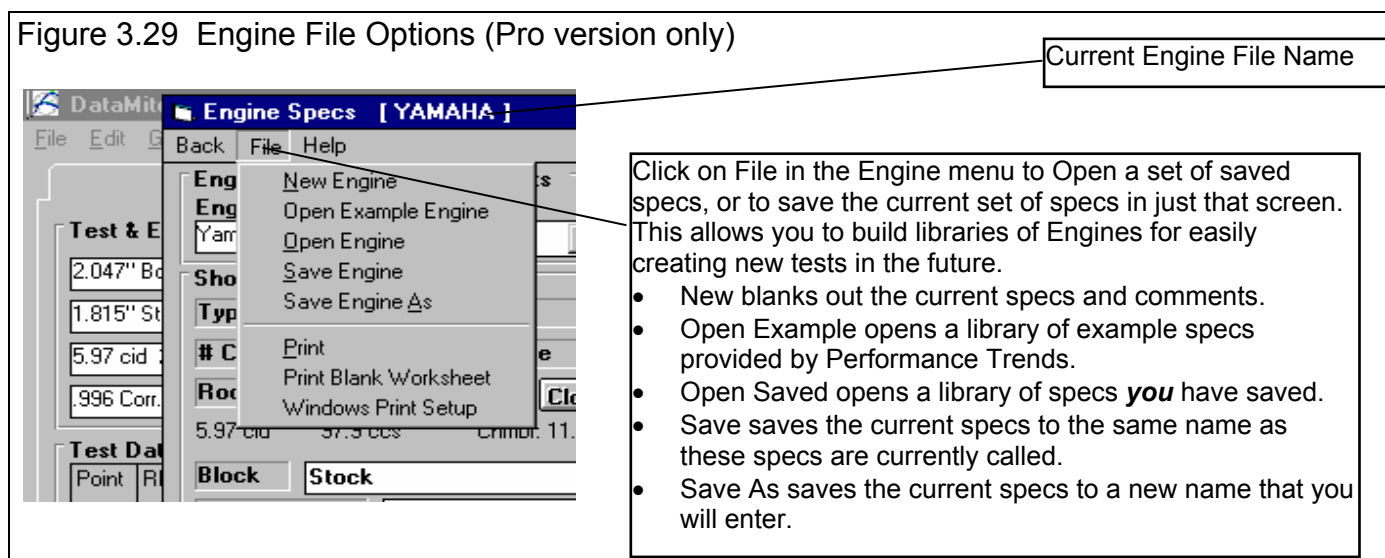 Figure 3.29 Engine File Options (Pro version only)
Current Engine File Name
DataMite
Engine Specs [ YAMAHA ]
File Edit G
Back File Help
Eng
New Engine
s
Eng
Open Example Engine
Test & E
Yam
Open Engine
2.047" Bo
Sho
Save Engine
1.815" St
Typ
Save Engine As
5.97 cid
# C
Print
e
Print Blank Worksheet
.996 Corr.
Roc
Windows Print Setup
Clo
5.97 cid 97.9 ccs Chmbr. 11.
Test Dat
Point
Block Stock
Click on File in the Engine menu to Open a set of saved
specs, or to save the current set of specs in just that screen.
This allows you to build libraries of Engines for easily
creating new tests in the future.
• New blanks out the current specs and comments.
• Open Example opens a library of example specs
provided by Performance Trends.
• Open Saved opens a library of specs you have saved.
• Save saves the current specs to the same name as
these specs are currently called.
• Save As saves the current specs to a new name that you
will enter.